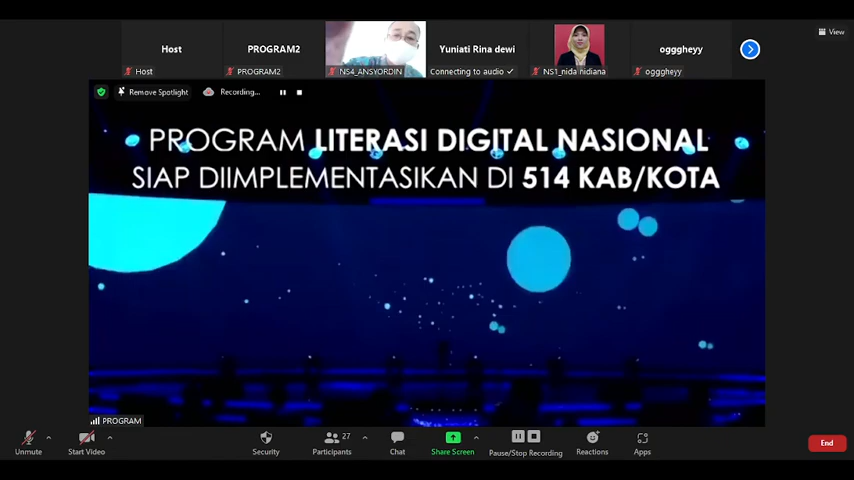 View
Host
PROGRAM2
Yuniati Rina dewi
ogggheyy
Host
PROGRAM2
NS4_ANSYORDIN
Connecting to audio ✓
NS1_nida nidiana
ogggheyy
Remove Spotlight
Recording...
PROGRAM LITERASI DIGITAL NASIONAL
SIAP DIIMPLEMENTASIKAN DI 514 KAB/KOTA
PROGRAM
Unmute
Start Video
Security
Participants
27
Chat
Share Screen
Pause/Stop Recording
Reactions
Apps
End